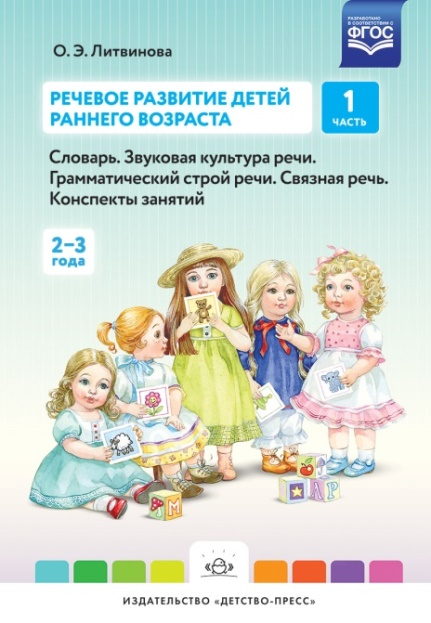 РАЗРАБОТАНО
В СООТВЕТСТВИИ С
ФГОС
О. Э. Литвинова
РЕЧЕВОЕ РАЗВИТИЕ ДЕТЕЙ
РАННЕГО ВОЗРАСТА
1
ЧАСТЬ
Словарь. Звуковая культура речи.
Грамматический строй речи. Связная речь.
Конспекты занятий
2–3
года
М
А Р
ИЗДАТЕЛЬСТВО «ДЕТСТВО-ПРЕСС»